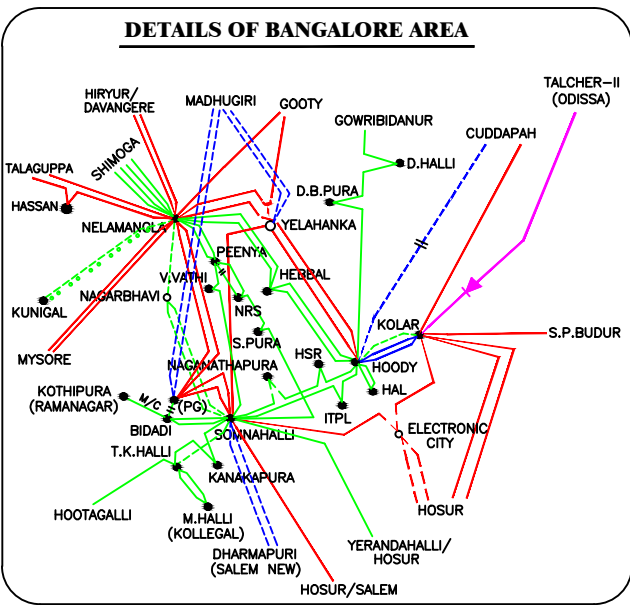 DETAILS OF BANGALORE AREA
TALCHER-II
(ODISSA)
HIRYUR/
DAVANGERE
MADHUGIRI
GOOTY
GOWRIBIDANUR
CUDDAPAH
SHIMOGA
D.HALLI
TALAGUPPA
D.B.PURA
HASSAN
NELAMANGLA
YELAHANKA
PEENYA
V.VATHI
HEBBAL
NAGARBHAVI
KUNIGAL
NRS
KOLAR
S.P.BUDUR
S.PURA
MYSORE
HSR
HOODY
NAGANATHAPURA
KOTHIPURA
(RAMANAGAR)
M/C
(PG)
HAL
ITPL
BIDADI
SOMNAHALLI
ELECTRONIC
CITY
T.K.HALLI
KANAKAPURA
HOOTAGALLI
M.HALLI
(KOLLEGAL)
HOSUR
DHARMAPURI
(SALEM NEW)
YERANDAHALLI/
HOSUR
HOSUR/SALEM